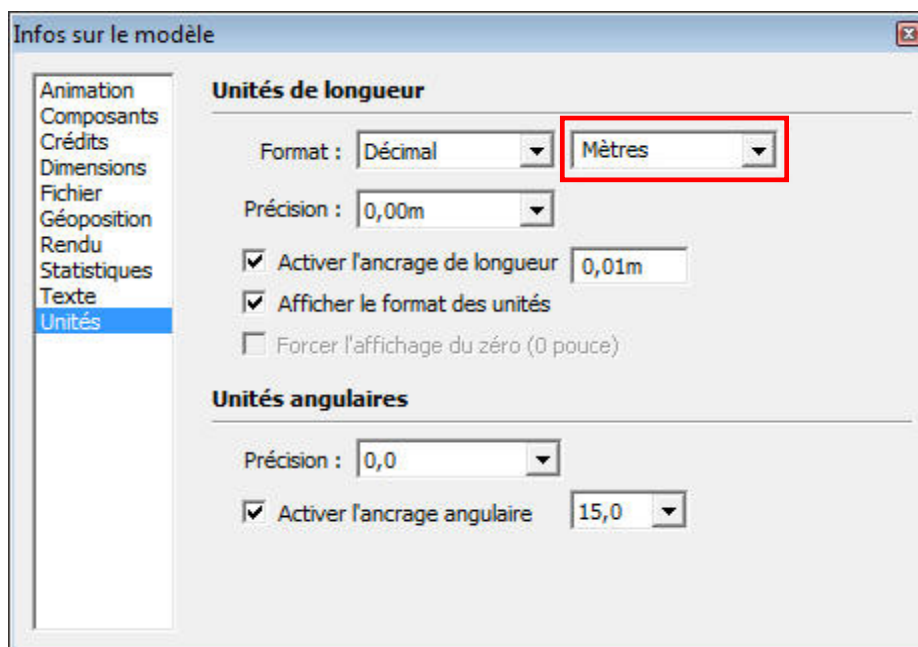 Infos sur le modèle
Animation
Composants
Crédits
Dimensions
Fichier
Géoposition
Rendu
Statistiques
Texte
Unités
Unités de longueur
Format : Décimal Mètres
Précision : 0,00m
Activer l'ancrage de longueur 0,01m
Afficher le format des unités
Forcer l'affichage du zéro (0 pouce)
Unités angulaires
Précision : 0,0
Activer l'ancrage angulaire 15,0